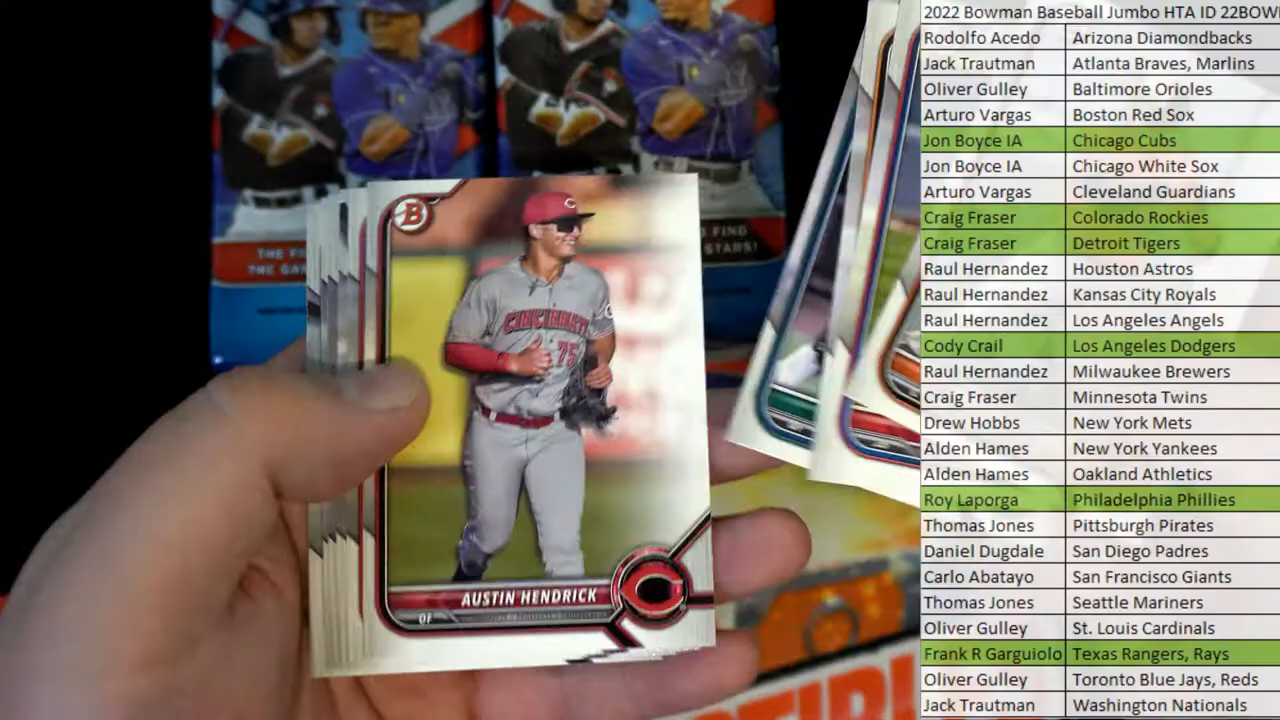 THE
THE GAM
O FIND
STARS!
B
CINCINNATI
75
C
AUSTIN HENDRICK
OF
2022 Bowman Baseball Jumbo HTA ID 22BOW
Rodolfo Acedo Arizona Diamondbacks
Jack Trautman Atlanta Braves, Marlins
Oliver Gulley Baltimore Orioles
Arturo Vargas Boston Red Sox
Jon Boyce IA Chicago Cubs
Jon Boyce IA Chicago White Sox
Arturo Vargas Cleveland Guardians
Craig Fraser Colorado Rockies
Craig Fraser Detroit Tigers
Raul Hernandez Houston Astros
Raul Hernandez Kansas City Royals
Raul Hernandez Los Angeles Angels
Cody Crail Los Angeles Dodgers
Raul Hernandez Milwaukee Brewers
Craig Fraser Minnesota Twins
Drew Hobbs New York Mets
Alden Hames New York Yankees
Alden Hames Oakland Athletics
Roy Laporga Philadelphia Phillies
Thomas Jones Pittsburgh Pirates
Daniel Dugdale San Diego Padres
Carlo Abatayo San Francisco Giants
Thomas Jones Seattle Mariners
Oliver Gulley St. Louis Cardinals
Frank R Garguiolo Texas Rangers, Rays
Oliver Gulley Toronto Blue Jays, Reds
Jack Trautman Washington Nationals